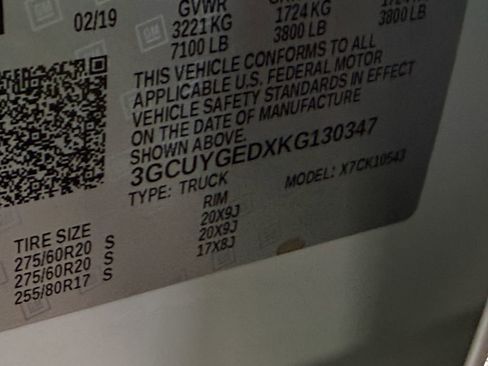 02/19
GVWR
3221 KG 1724 KG
7100 LB 3800 LB 3800 LB
THIS VEHICLE CONFORMS TO ALL
APPLICABLE U.S. FEDERAL MOTOR
VEHICLE SAFETY STANDARDS IN EFFECT
ON THE DATE OF MANUFACTURE
SHOWN ABOVE.
3GCUYGEDXKG130347
TYPE: TRUCK MODEL: X7CK10543
TIRE SIZE RIM
275/60R20 S 20X9J
275/60R20 S 20X9J
255/80R17 S 17X8J
GM